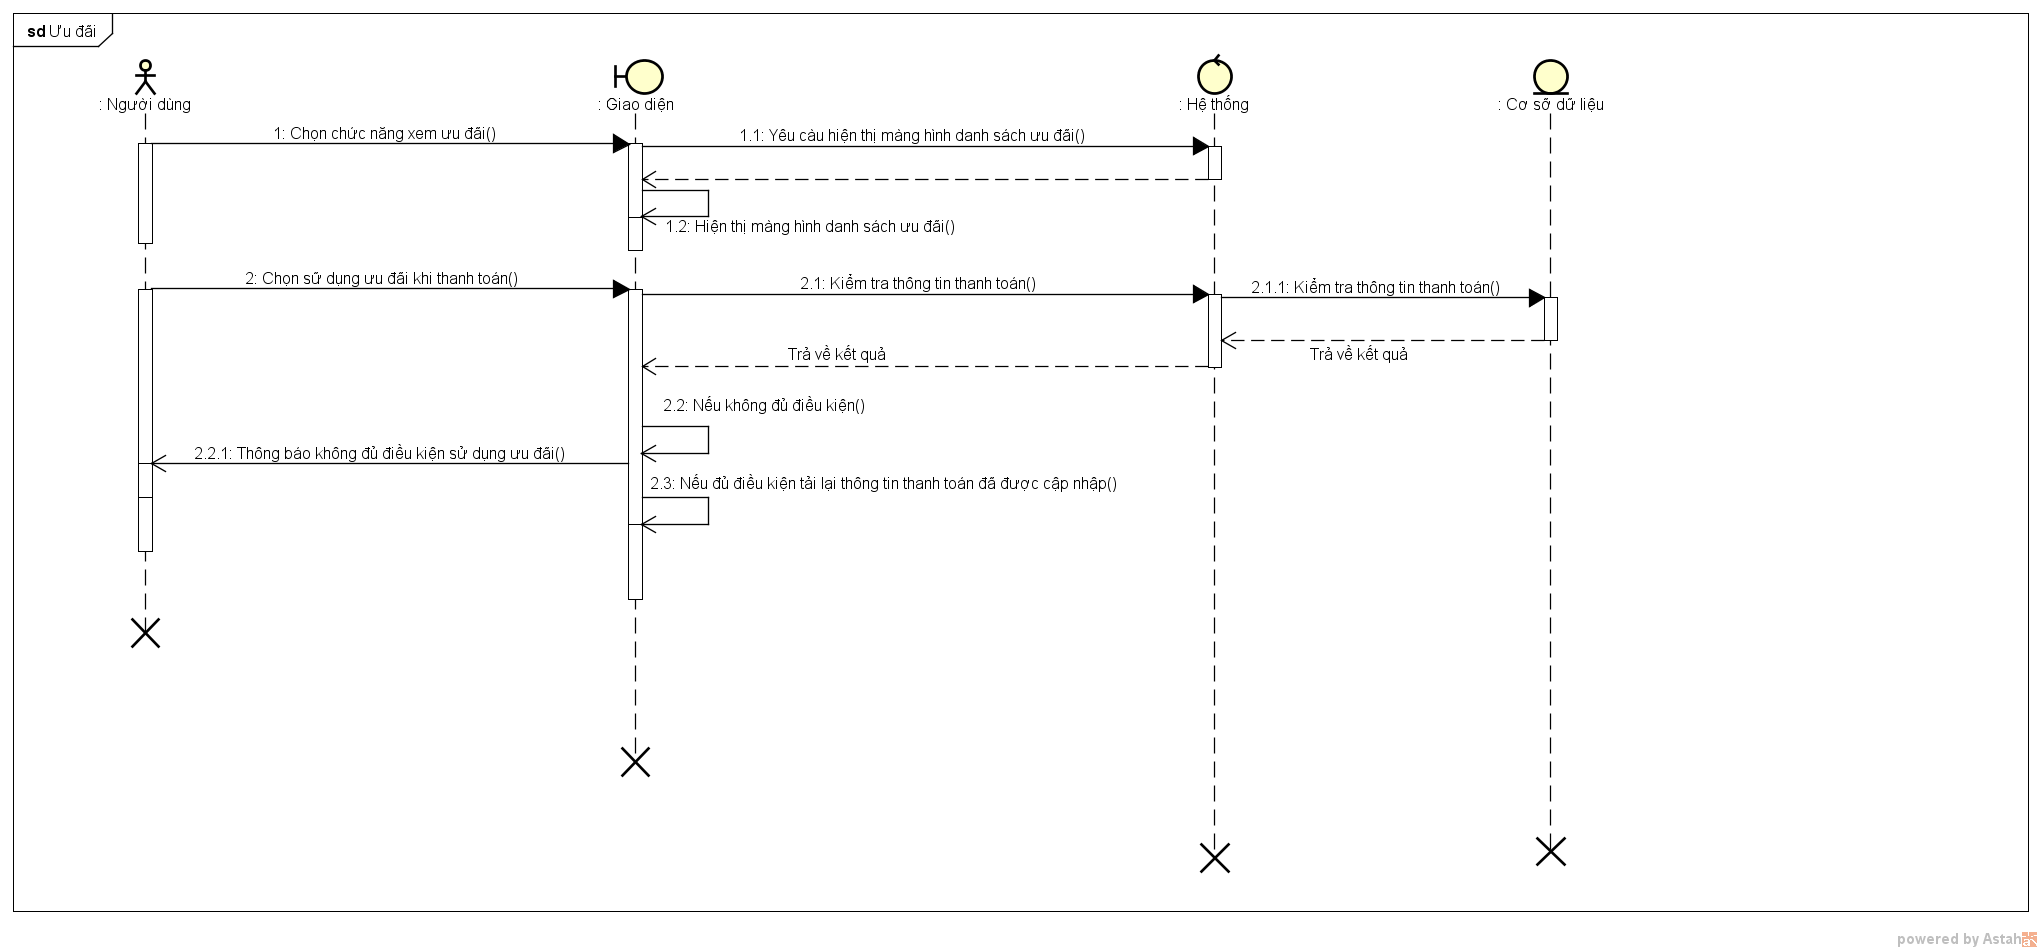 sd Ưu đãi
: Người dùng
: Giao diện
: Hệ thống
: Cơ sỡ dữ liệu
1: Chọn chức năng xem ưu đãi()
1.1: Yêu càu hiện thị màng hình danh sách ưu đãi()
1.2: Hiện thị màng hình danh sách ưu đãi()
2: Chọn sữ dụng ưu đãi khi thanh toán()
2.1: Kiểm tra thông tin thanh toán()
2.1.1: Kiểm tra thông tin thanh toán()
Trả về kết quả
Trả về kết quả
2.2: Nếu không đủ điều kiện()
2.2.1: Thông báo không đủ điều kiện sử dụng ưu đãi()
2.3: Nếu đủ điều kiện tải lại thông tin thanh toán đã được cập nhập()
powered by Astah